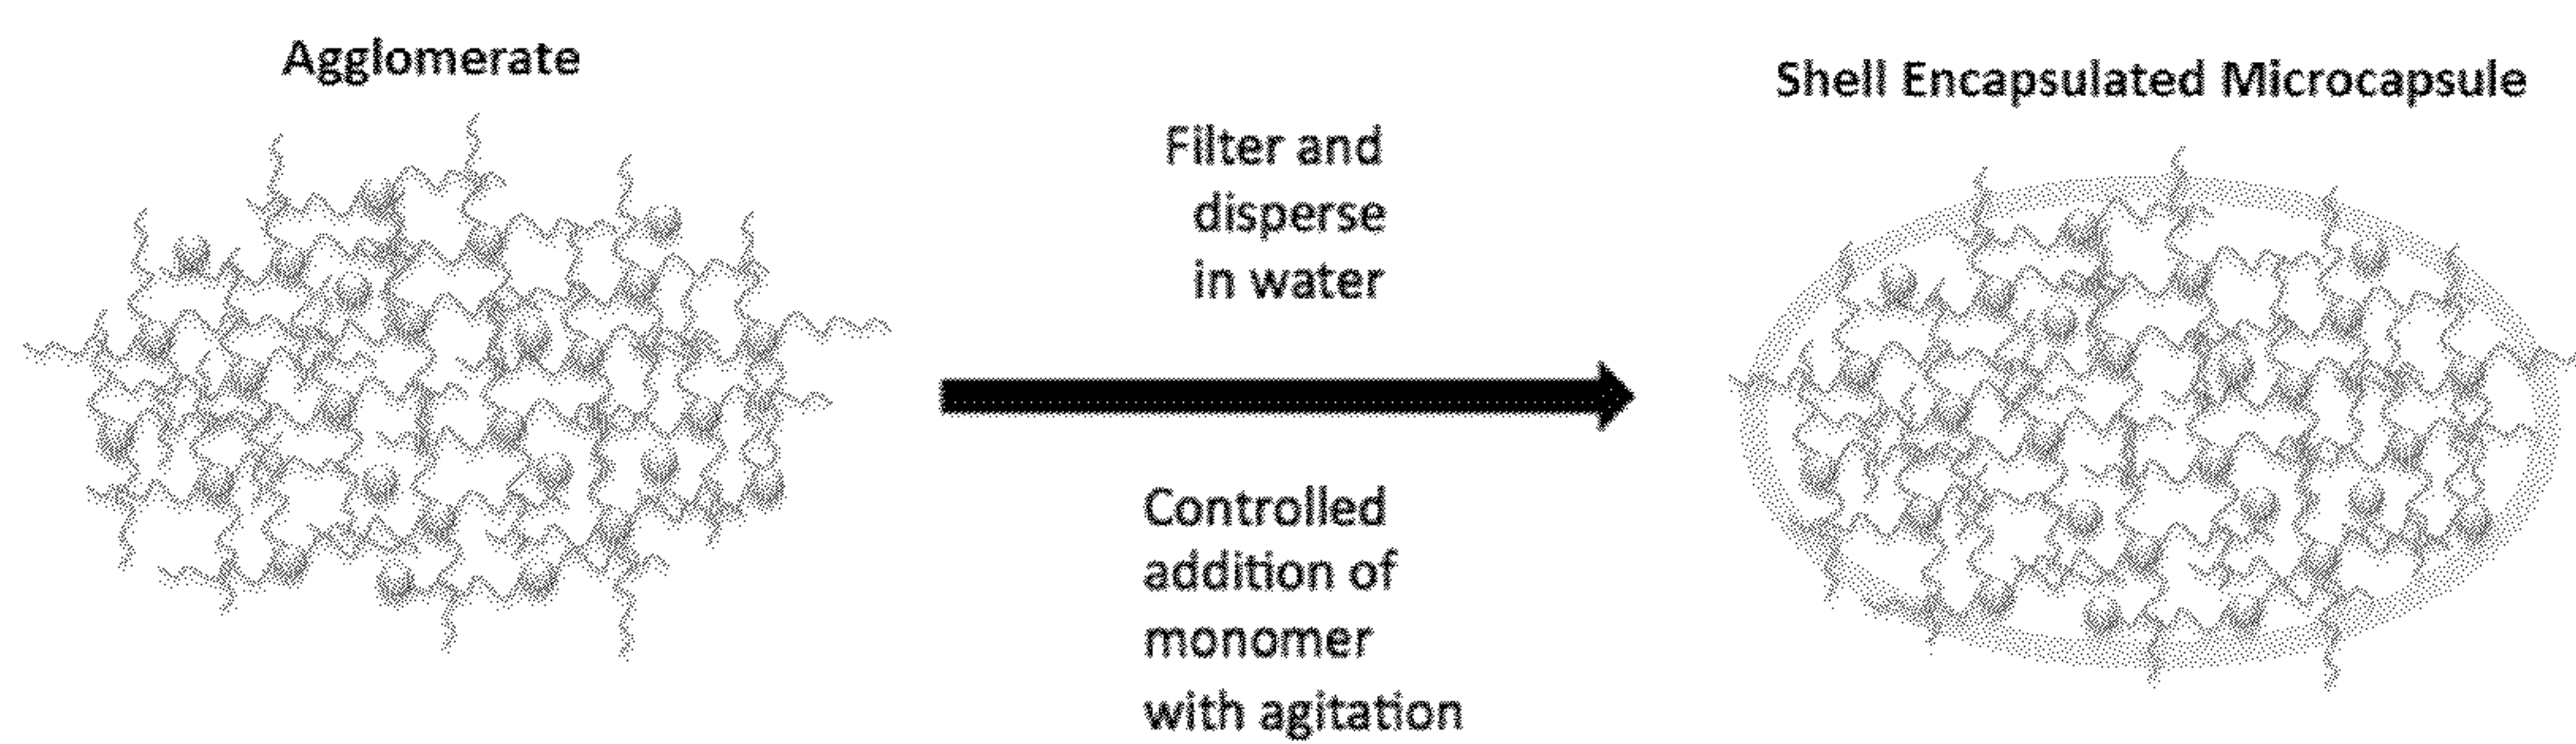 Agglomerate
Filter and
disperse
in water
Controlled
addition of
monomer
with agitation
Shell Encapsulated Microcapsule